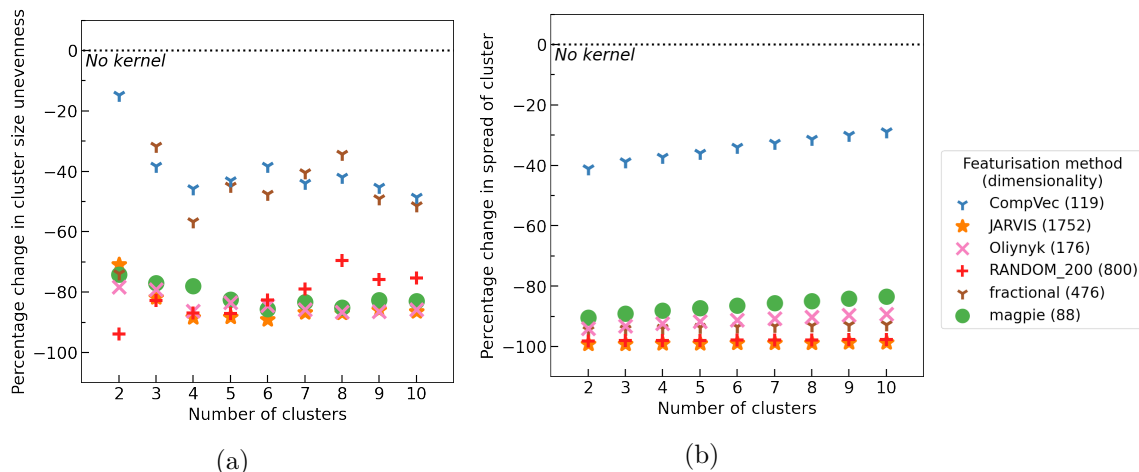 Percentage change in cluster size unevenness
0
−20
−40
−60
−80
−100
No kernel
2 3 4 5 6 7 8 9 10
Number of clusters
(a)
Percentage change in spread of cluster
0
−20
−40
−60
−80
−100
No kernel
2 3 4 5 6 7 8 9 10
Number of clusters
(b)
Featurisation method
(dimensionality)
CompVec (119)
JARVIS (1752)
Oliynyk (176)
RANDOM_200 (800)
fractional (476)
magpie (88)